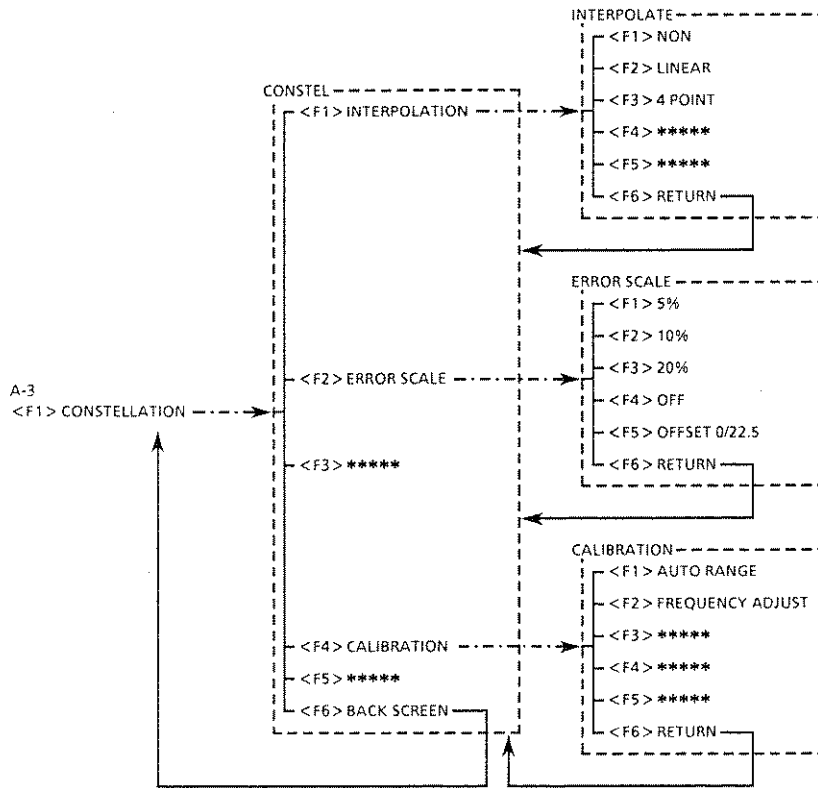 A-3
<F1> CONSTELLATION
CONSTEL
<F1> INTERPOLATION
<F2> ERROR SCALE
<F3> *****
<F4> CALIBRATION
<F5> *****
<F6> BACK SCREEN
INTERPOLATE
<F1> NON
<F2> LINEAR
<F3> 4 POINT
<F4> *****
<F5> *****
<F6> RETURN
ERROR SCALE
<F1> 5%
<F2> 10%
<F3> 20%
<F4> OFF
<F5> OFFSET 0/22.5
<F6> RETURN
CALIBRATION
<F1> AUTO RANGE
<F2> FREQUENCY ADJUST
<F3> *****
<F4> *****
<F5> *****
<F6> RETURN